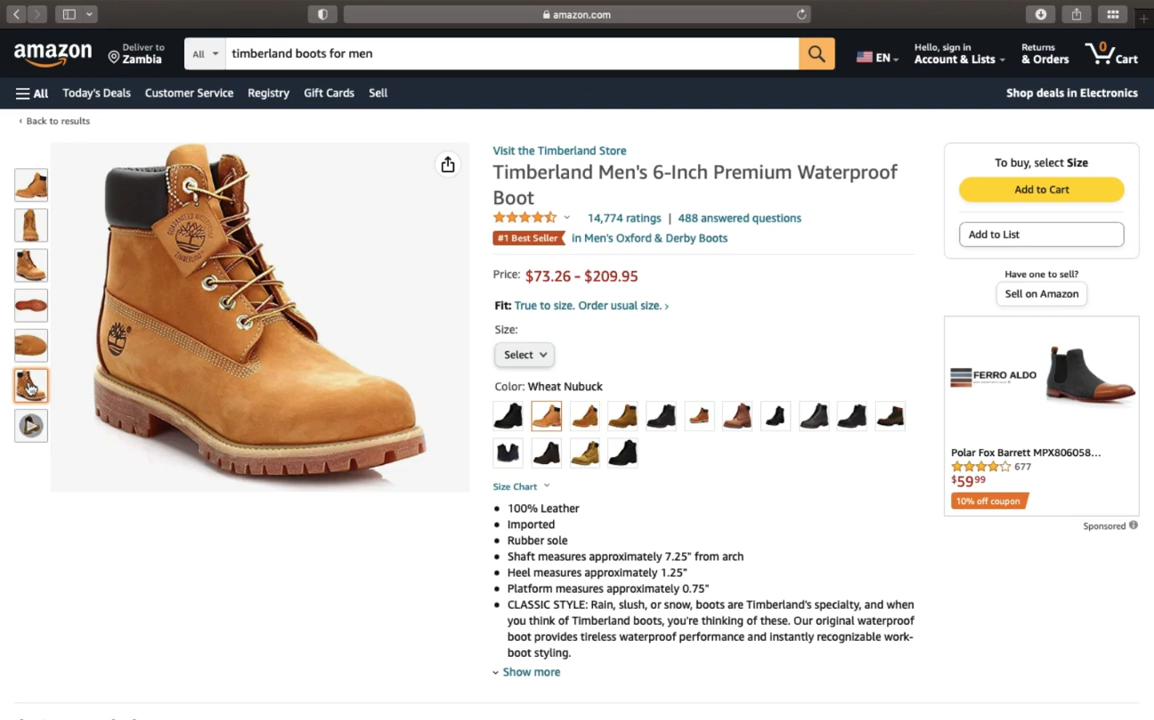 amazon.com
amazon
Deliver to
Zambia
All
timberland boots for men
EN
Hello, sign in
Account & Lists
Returns
& Orders
0
Cart
All
Today's Deals
Customer Service
Registry
Gift Cards
Sell
Shop deals in Electronics
‹ Back to results
Visit the Timberland Store
Timberland Men's 6-Inch Premium Waterproof
Boot
14,774 ratings | 488 answered questions
#1 Best Seller in Men's Oxford & Derby Boots
Price: $73.26 - $209.95
Fit: True to size. Order usual size. ›
Size:
Select
Color: Wheat Nubuck
Size Chart
• 100% Leather
• Imported
• Rubber sole
• Shaft measures approximately 7.25" from arch
• Heel measures approximately 1.25"
• Platform measures approximately 0.75"
• CLASSIC STYLE: Rain, slush, or snow, boots are Timberland's specialty, and when
you think of Timberland boots, you're thinking of these. Our original waterproof
boot provides tireless waterproof performance and instantly recognizable work-
boot styling.
Show more
To buy, select Size
Add to Cart
Add to List
Have one to sell?
Sell on Amazon
FERRO ALDO
Polar Fox Barrett MPX806058...
677
$59.99
10% off coupon
Sponsored